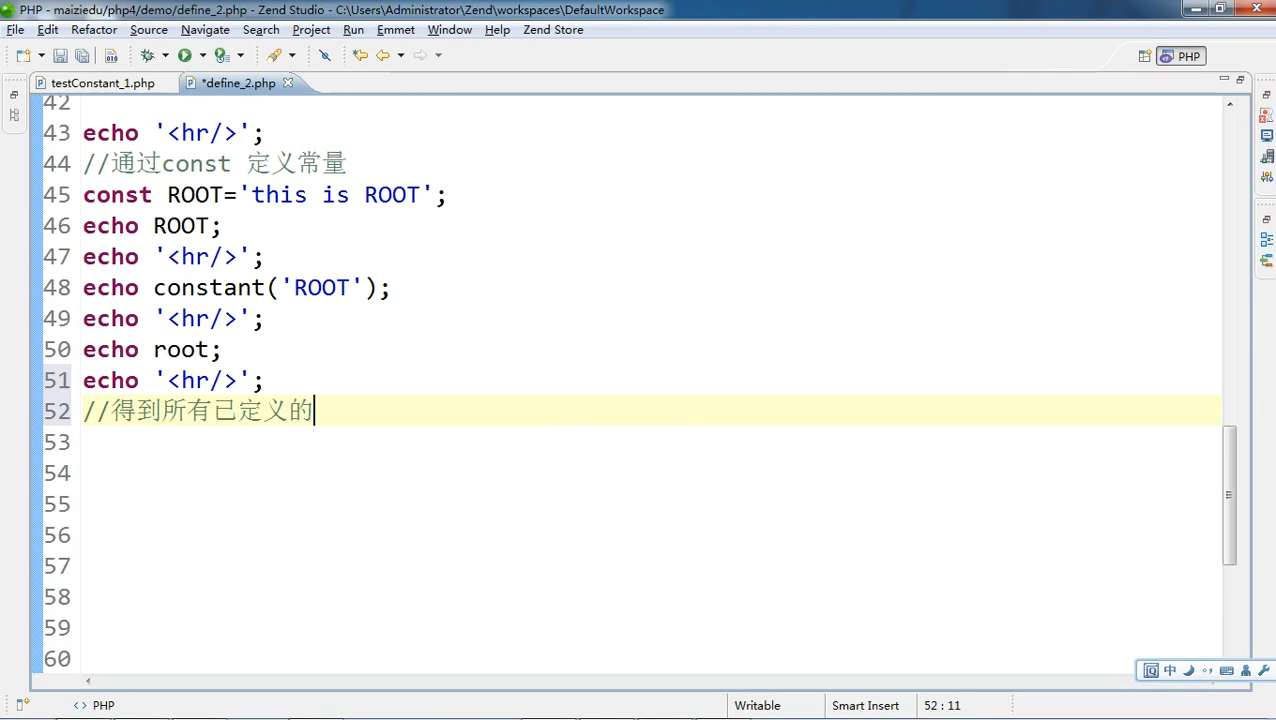 PHP - maiziedu/php4/demo/define_2.php - Zend Studio - C:\Users\Administrator\Zend\workspaces\DefaultWorkspace
File Edit Refactor Source Navigate Search Project Run Emmet Window Help Zend Store
PHP
testConstant_1.php *define_2.php
42
43 echo '<hr/>';
44 //通过const 定义常量
45 const ROOT='this is ROOT';
46 echo ROOT;
47 echo '<hr/>';
48 echo constant('ROOT');
49 echo '<hr/>';
50 echo root;
51 echo '<hr/>';
52 //得到所有已定义的
53
54
55
56
57
58
59
60
中
<> PHP Writable Smart Insert 52 : 11